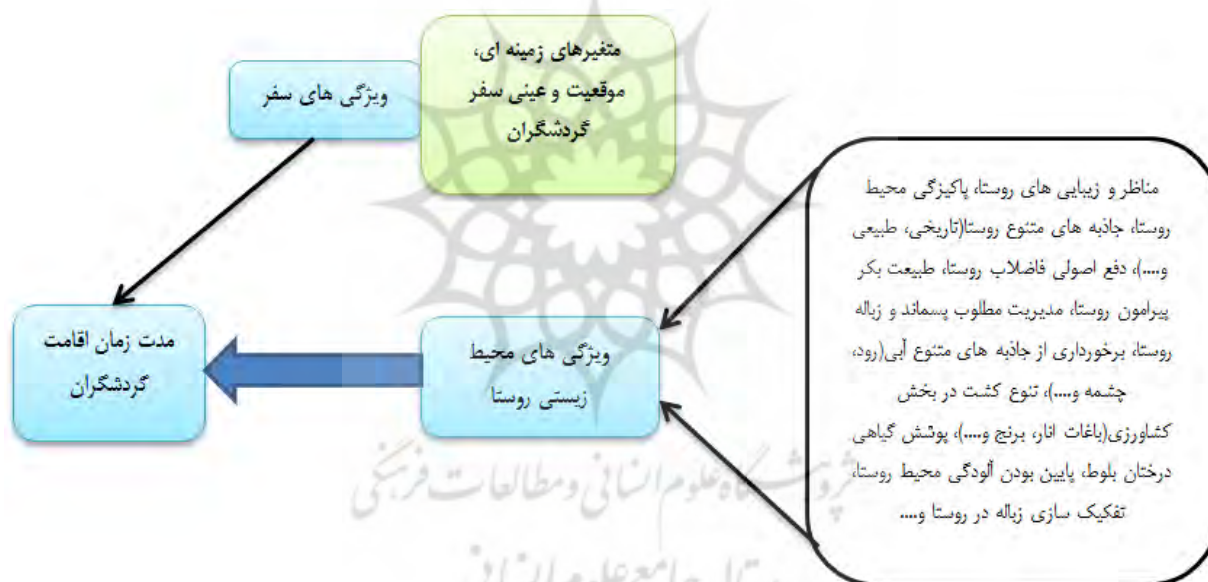 متغیرهای زمینه ای،
موقعیت و عینی سفر
گردشگران
ویژگی های سفر
مناظر و زیبایی های روستا، پاکیزگی محیط
روستا، جاذبه های متنوع روستا(تاریخی، طبیعی
و....)، دفع اصولی فاضلاب روستا، طبیعت بکر
پیرامون روستا، مدیریت مطلوب پسماند و زباله
روستا، برخورداری از جاذبه های متنوع آبی(رود،
چشمه و....)، تنوع کشت در بخش
کشاورزی(باغات انار، برنج و....)، پوشش گیاهی
درختان بلوط، پایین بودن آلودگی محیط روستا،
تفکیک سازی زباله در روستا و....
ویژگی های محیط
زیستی روستا
مدت زمان اقامت
گردشگران
پژوهشگاه علوم انسانی و مطالعات فرهنگی
جامع علوم انسانی